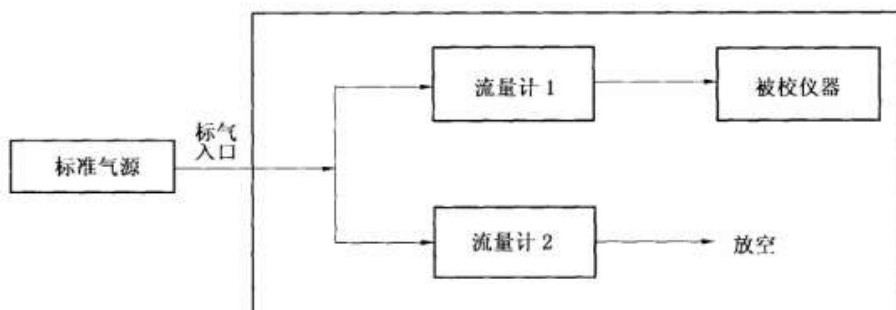 流量计 1
被校仪器
标气
入口
标准气源
流量计 2
放空